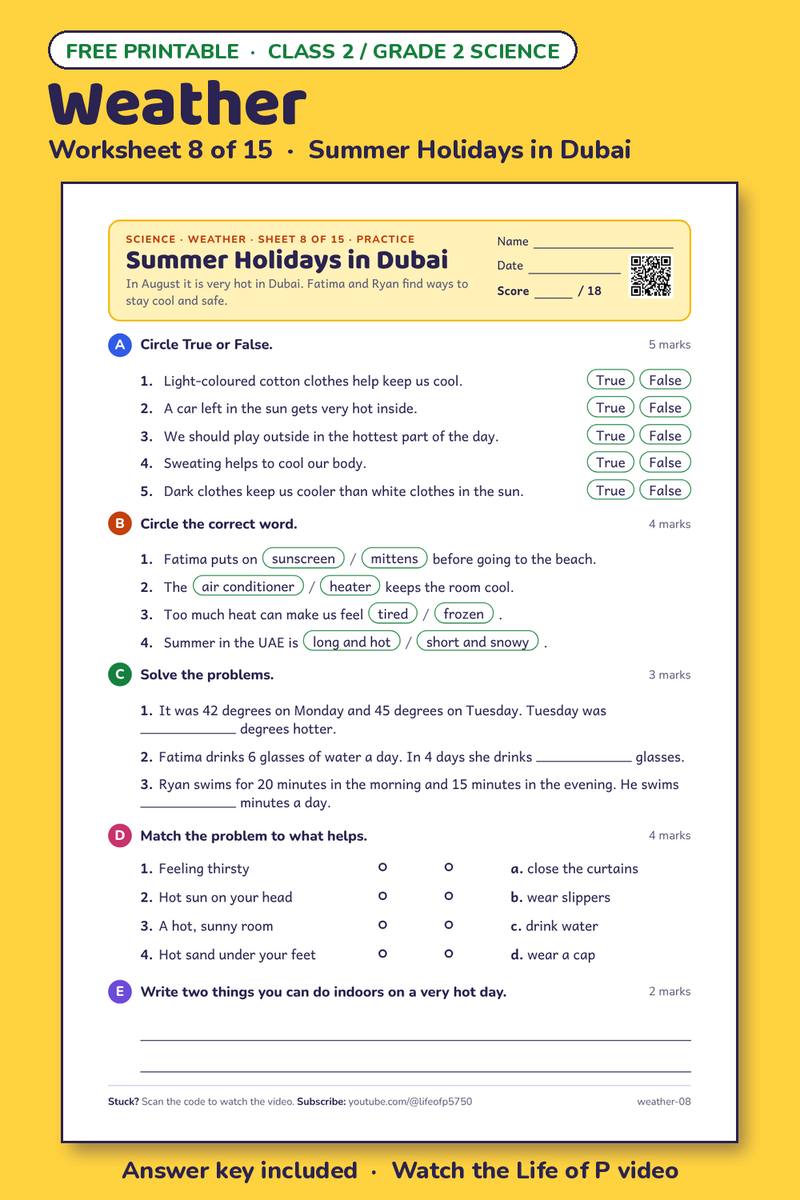 FREE PRINTABLE · CLASS 2 / GRADE 2 SCIENCE
Weather
Worksheet 8 of 15 · Summer Holidays in Dubai
SCIENCE · WEATHER · SHEET 8 OF 15 · PRACTICE
Summer Holidays in Dubai
In August it is very hot in Dubai. Fatima and Ryan find ways to
stay cool and safe.
Name
Date
Score / 18
A Circle True or False. 5 marks
1. Light-coloured cotton clothes help keep us cool. True False
2. A car left in the sun gets very hot inside. True False
3. We should play outside in the hottest part of the day. True False
4. Sweating helps to cool our body. True False
5. Dark clothes keep us cooler than white clothes in the sun. True False
B Circle the correct word. 4 marks
1. Fatima puts on sunscreen / mittens before going to the beach.
2. The air conditioner / heater keeps the room cool.
3. Too much heat can make us feel tired / frozen .
4. Summer in the UAE is long and hot / short and snowy .
C Solve the problems. 3 marks
1. It was 42 degrees on Monday and 45 degrees on Tuesday. Tuesday was
____________ degrees hotter.
2. Fatima drinks 6 glasses of water a day. In 4 days she drinks ____________ glasses.
3. Ryan swims for 20 minutes in the morning and 15 minutes in the evening. He swims
____________ minutes a day.
D Match the problem to what helps. 4 marks
1. Feeling thirsty a. close the curtains
2. Hot sun on your head b. wear slippers
3. A hot, sunny room c. drink water
4. Hot sand under your feet d. wear a cap
E Write two things you can do indoors on a very hot day. 2 marks
Stuck? Scan the code to watch the video. Subscribe: youtube.com/@lifeofp5750 weather-08
Answer key included · Watch the Life of P video